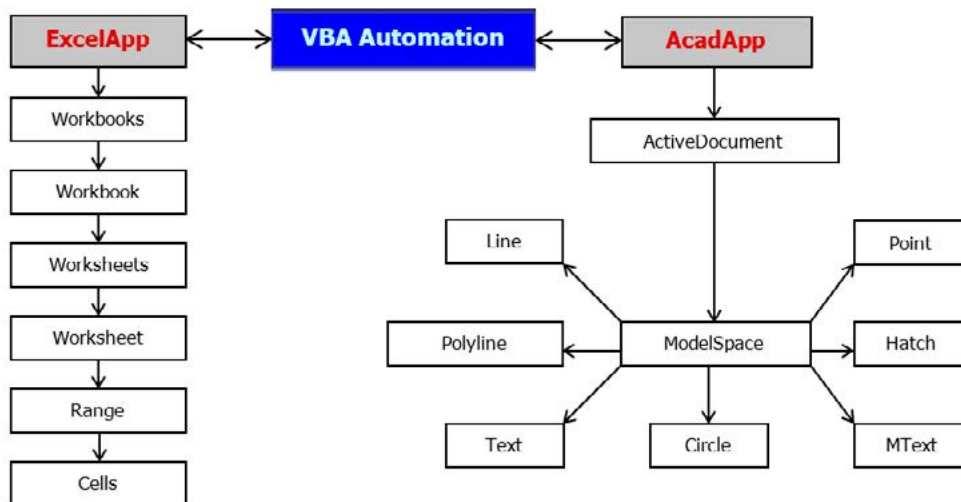 ExcelApp
VBA Automation
AcadApp
Workbooks
Workbook
Worksheets
Worksheet
Range
Cells
ActiveDocument
Line
Point
Polyline
ModelSpace
Hatch
Text
Circle
MText